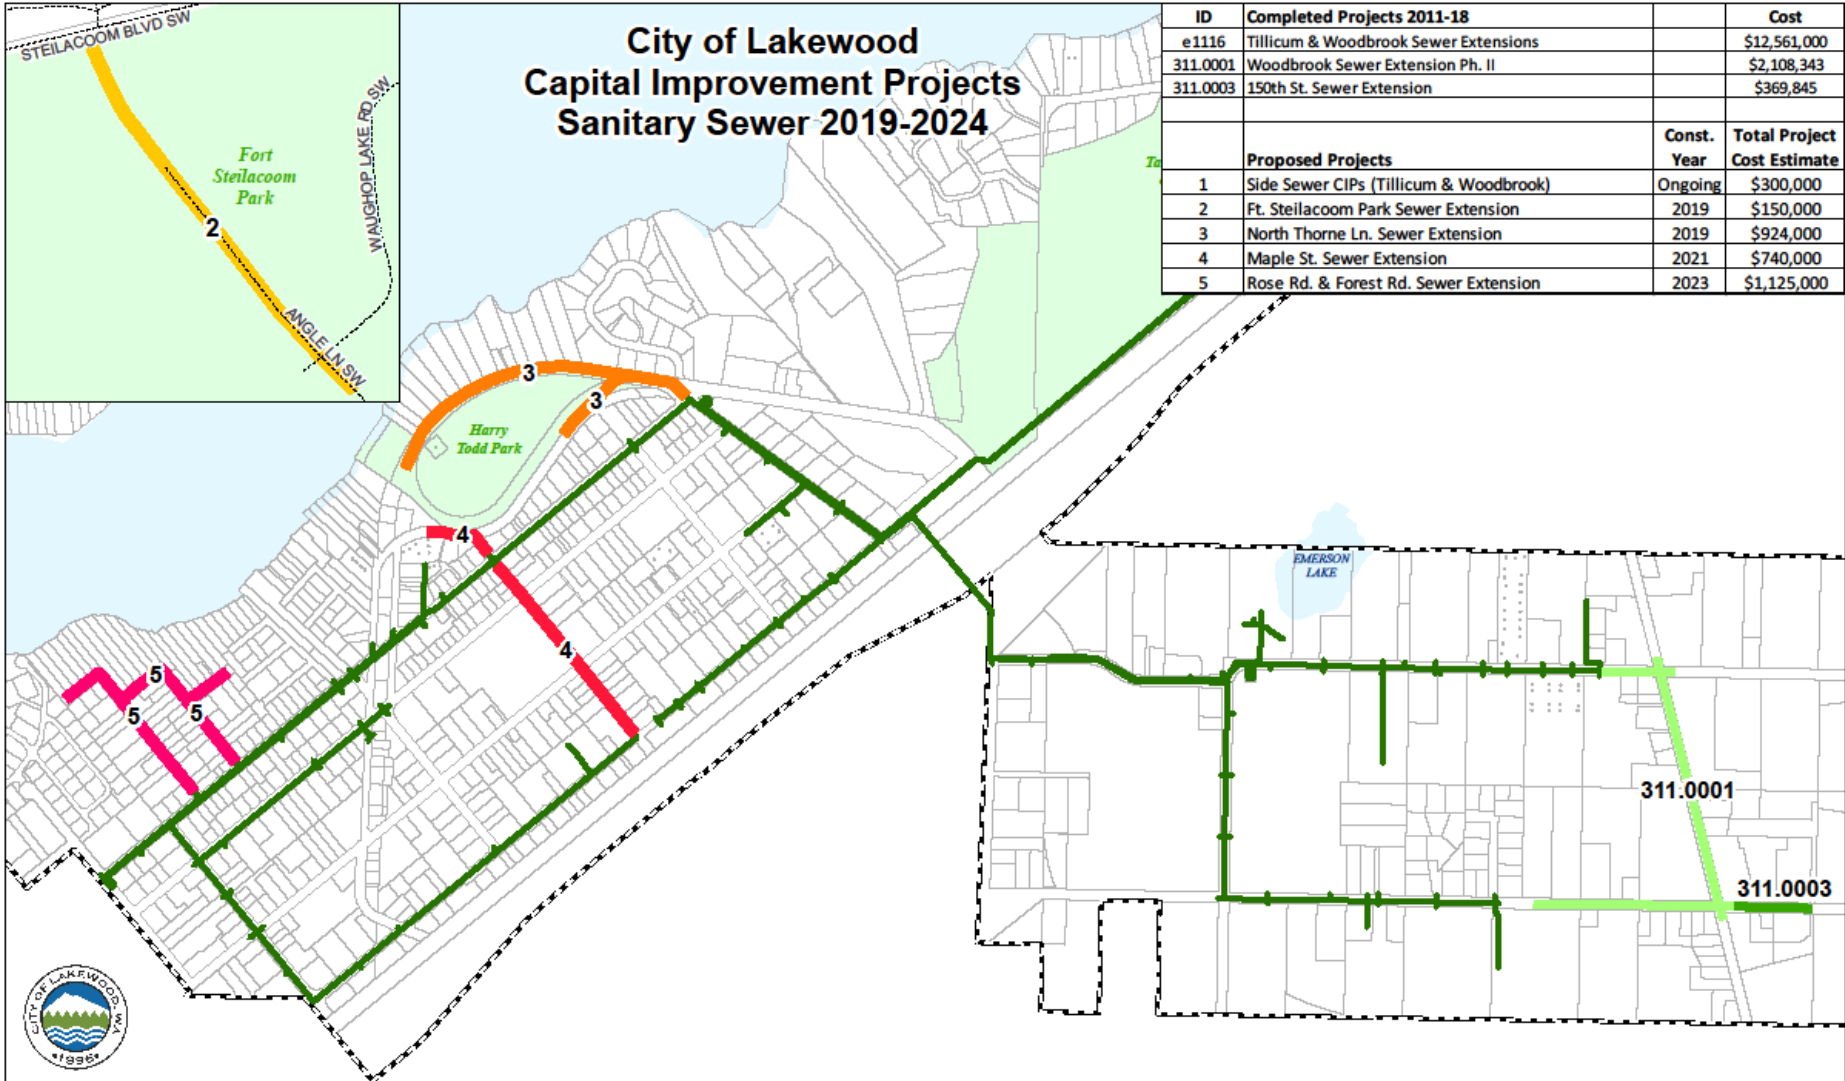 City of Lakewood
Capital Improvement Projects
Sanitary Sewer 2019-2024
ID Completed Projects 2011-18 Cost
e1116 Tillicum & Woodbrook Sewer Extensions $12,561,000
311.0001 Woodbrook Sewer Extension Ph. II $2,108,343
311.0003 150th St. Sewer Extension $369,845
Const. Total Project
Proposed Projects Year Cost Estimate
1 Side Sewer CIPs (Tillicum & Woodbrook) Ongoing $300,000
2 Ft. Steilacoom Park Sewer Extension 2019 $150,000
3 North Thorne Ln. Sewer Extension 2019 $924,000
4 Maple St. Sewer Extension 2021 $740,000
5 Rose Rd. & Forest Rd. Sewer Extension 2023 $1,125,000
STEILACOOM BLVD SW
WAUGHOP LAKE RD SW
Fort
Steilacoom
Park
2
ANGLE LN SW
Ta
3
3
Harry
Todd Park
4
4
5
5
5
EMERSON
LAKE
311.0001
311.0003
CITY OF LAKEWOOD, WA
1996